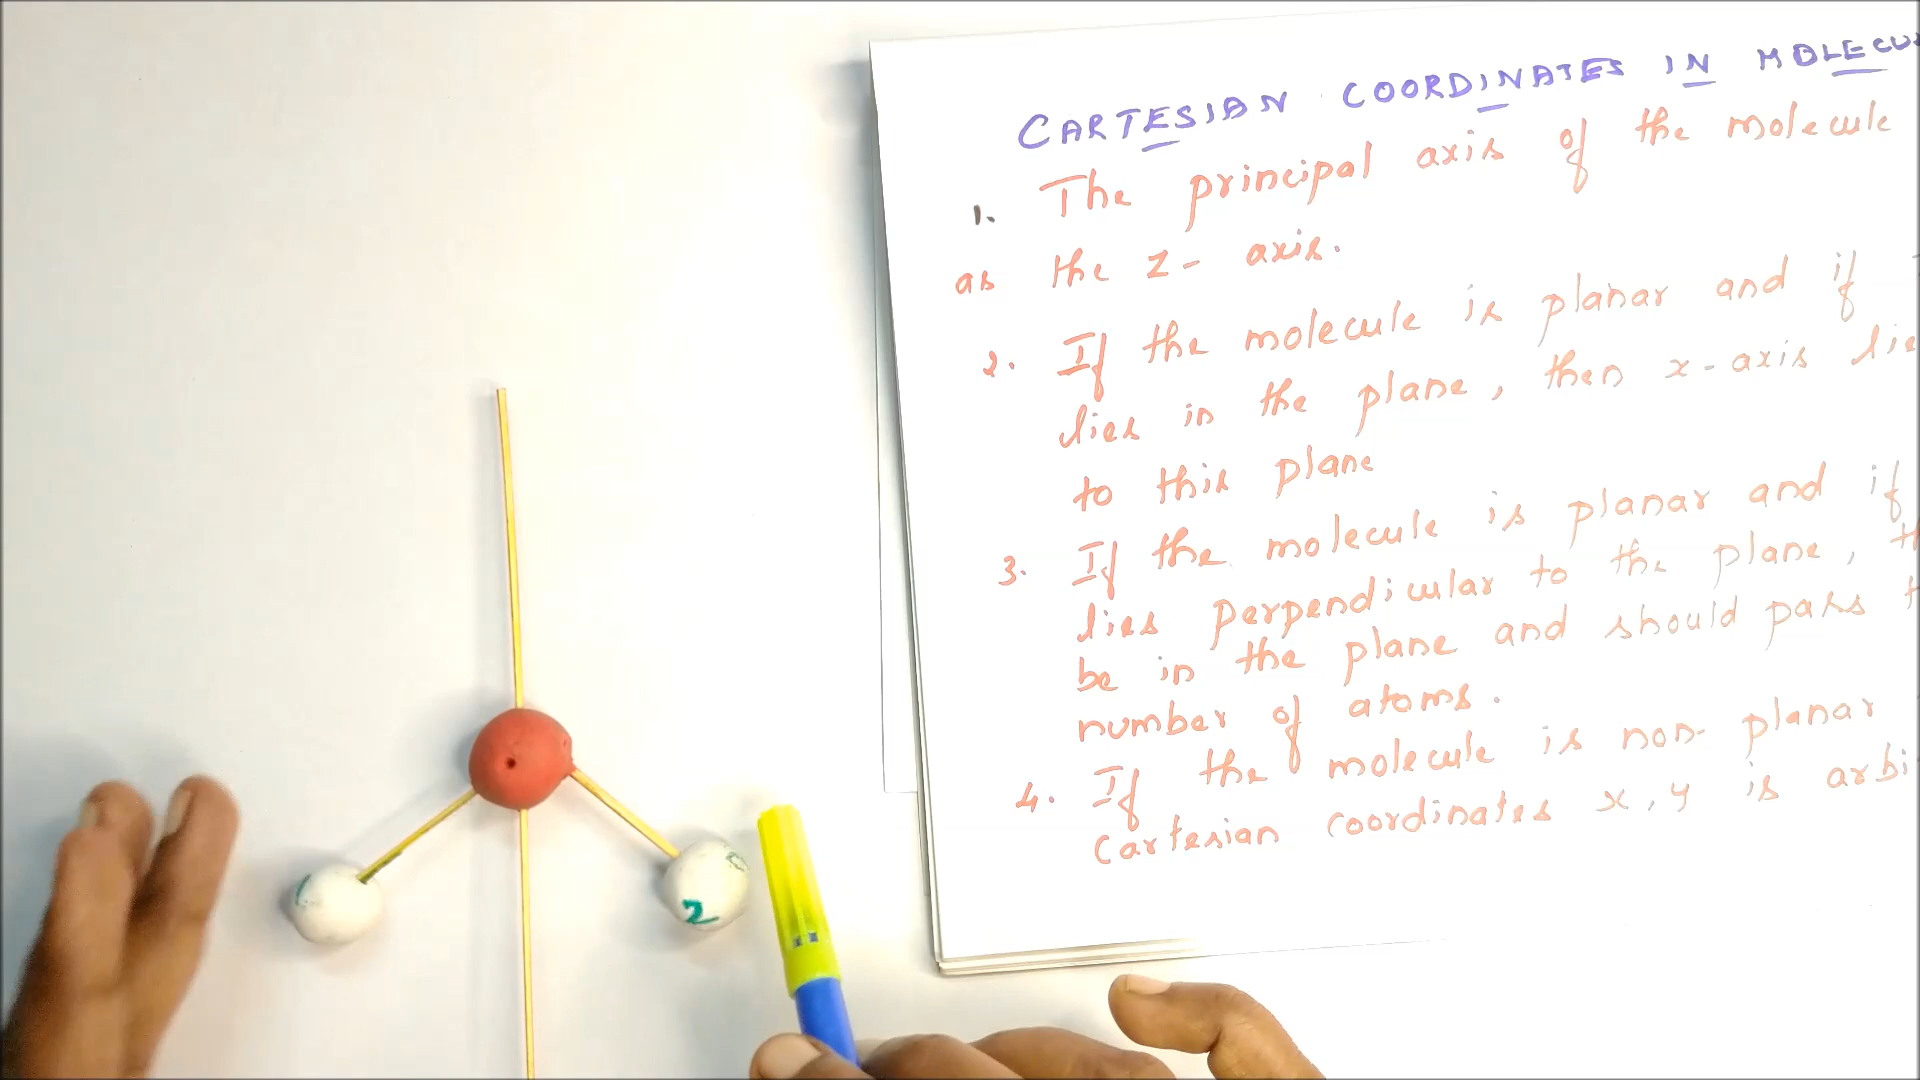 CARTESIAN COORDINATES IN MOLECU
1. The principal axis of the molecule
as the z- axis.
2. If the molecule is planar and if
lies in the plane, then x-axis lie
to this plane
3. If the molecule is planar and if
lies perpendicular to the plane, th
be in the plane and should pass t
number of atoms.
4. If the molecule is non-planar
Cartesian coordinates x, y is arbi
2